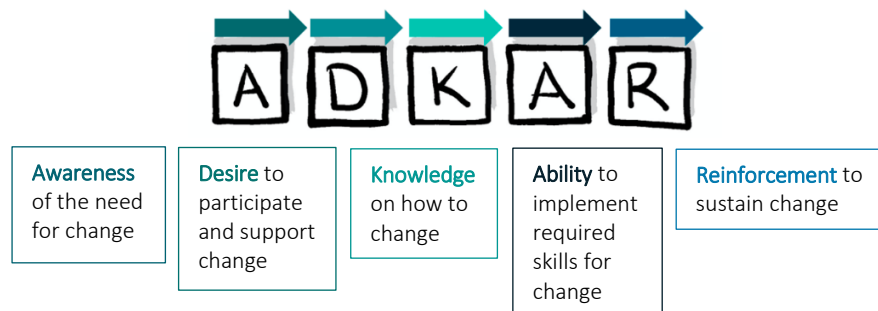 A D K A R
Awareness
of the need
for change
Desire to
participate
and support
change
Knowledge
on how to
change
Ability to
implement
required
skills for
change
Reinforcement to
sustain change